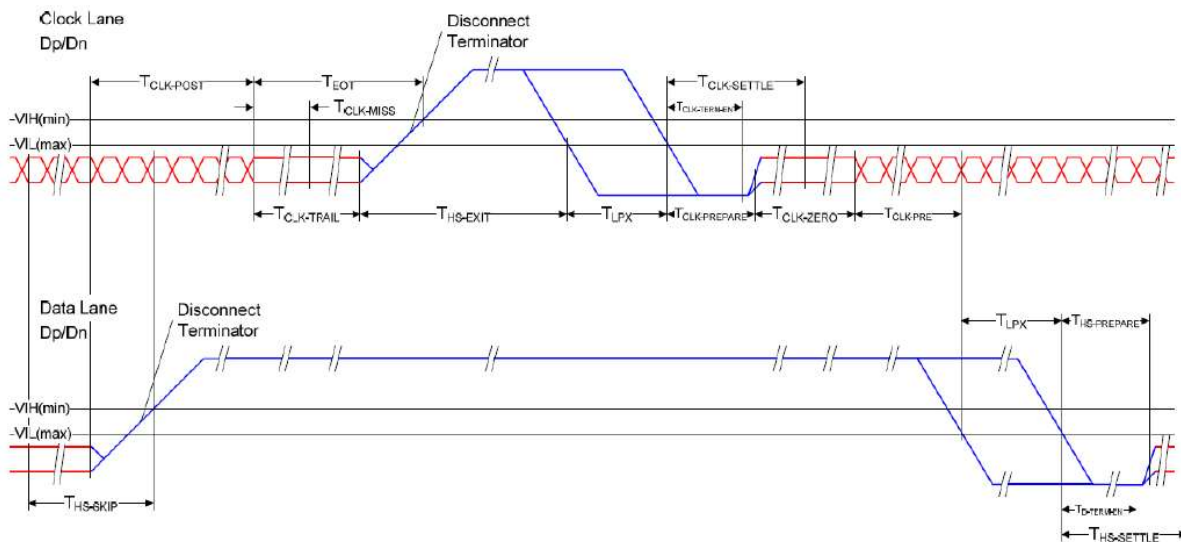 Clock Lane
Dp/Dn
Disconnect
Terminator
TCLK-POST
TEOT
TCLK-SETTLE
TCLK-MISS
TCLK-TERM-EN
VIH(min)
VIL(max)
TCLK-TRAIL
THS-EXIT
TLPX
TCLK-PREPARE
TCLK-ZERO
TCLK-PRE
Data Lane
Dp/Dn
Disconnect
Terminator
TLPX
THS-PREPARE
VIH(min)
VIL(max)
THS-SKIP
TD-TERM-EN
THS-SETTLE